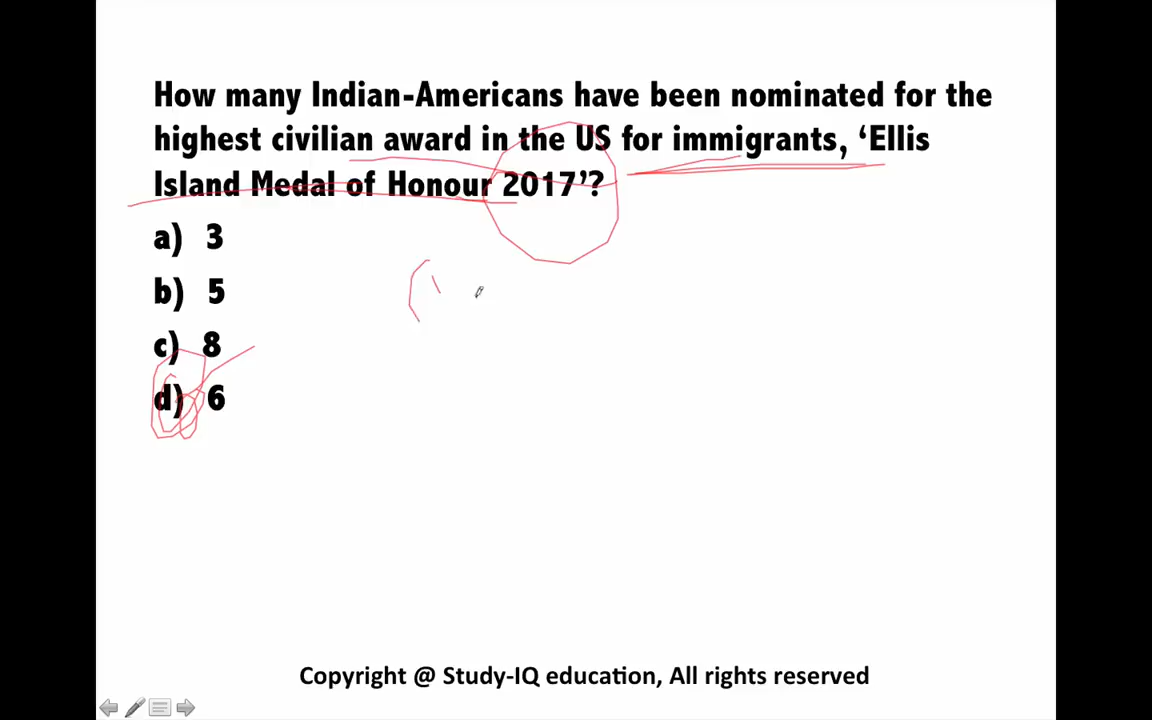 How many Indian-Americans have been nominated for the
highest civilian award in the US for immigrants, ‘Ellis
Island Medal of Honour 2017’?
a) 3
b) 5
c) 8
d) 6
Copyright @ Study-IQ education, All rights reserved